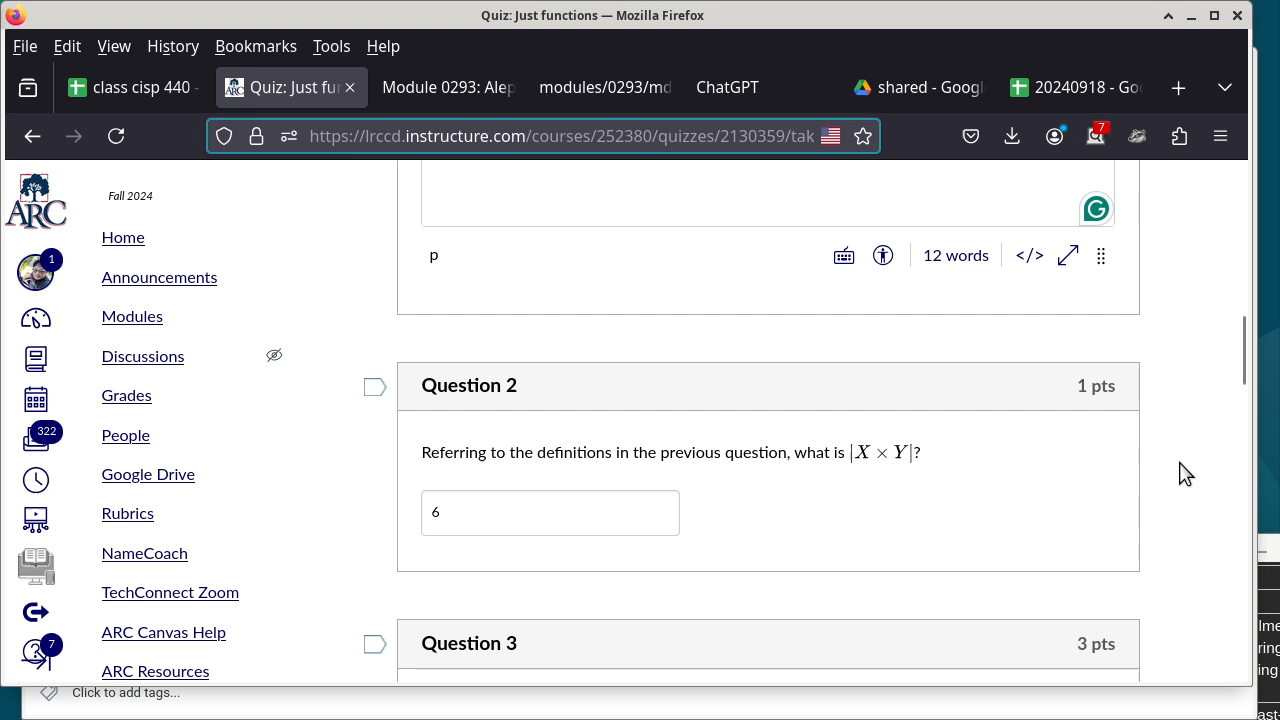 Quiz: Just functions — Mozilla Firefox
File Edit View History Bookmarks Tools Help
class cisp 440 - Quiz: Just fu Module 0293: Alep modules/0293/md ChatGPT shared - Googl 20240918 - Go
https://lrccd.instructure.com/courses/252380/quizzes/2130359/tak
7
ARC
Fall 2024
Home
1
Announcements
Modules
Discussions
Grades
322
People
Google Drive
Rubrics
NameCoach
TechConnect Zoom
7
ARC Canvas Help
ARC Resources
p 12 words </>
Question 2 1 pts
Referring to the definitions in the previous question, what is |X × Y|?
6
Question 3 3 pts
Click to add tags...